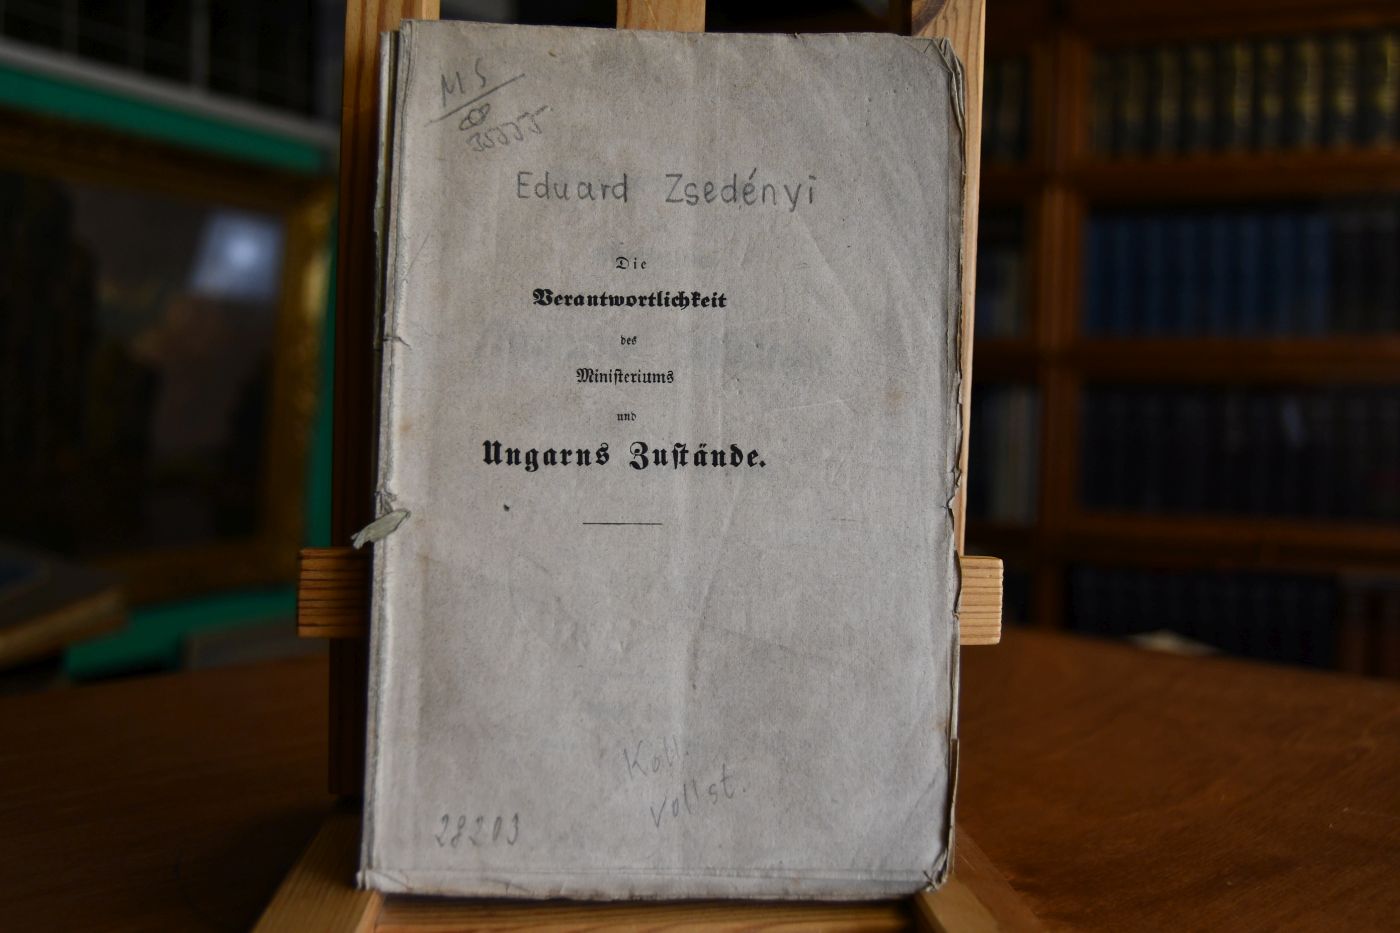 MS
Eduard Zsedényi
Die
Verantwortlichkeit
des
Ministeriums
und
Ungarns Zustände.
Koll.
vollst.
28203